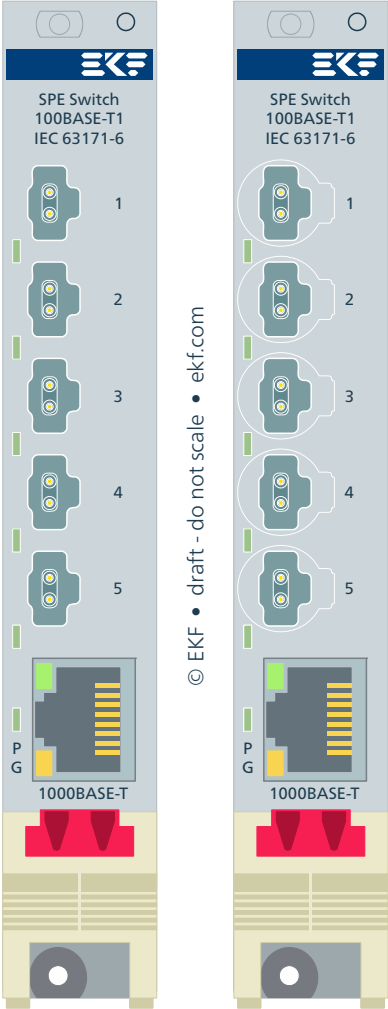 EKF
SPE Switch
100BASE-T1
IEC 63171-6
1
2
3
4
5
P
G
1000BASE-T
© EKF • draft - do not scale • ekf.com
EKF
SPE Switch
100BASE-T1
IEC 63171-6
1
2
3
4
5
P
G
1000BASE-T